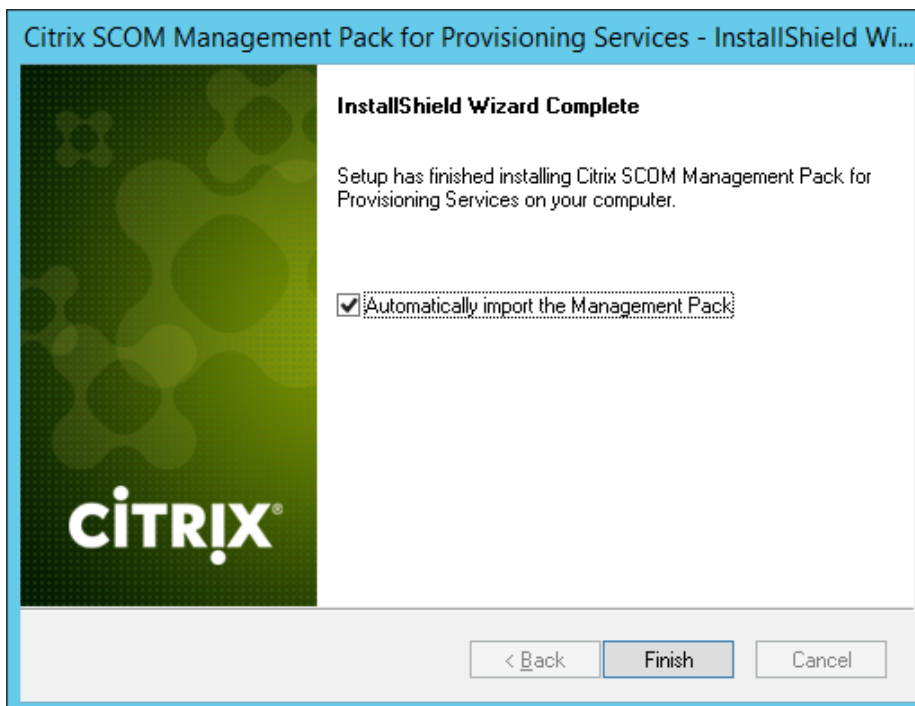 Citrix SCOM Management Pack for Provisioning Services - InstallShield Wi...
InstallShield Wizard Complete
Setup has finished installing Citrix SCOM Management Pack for
Provisioning Services on your computer.
Automatically import the Management Pack
CITRIX®
< Back
Finish
Cancel